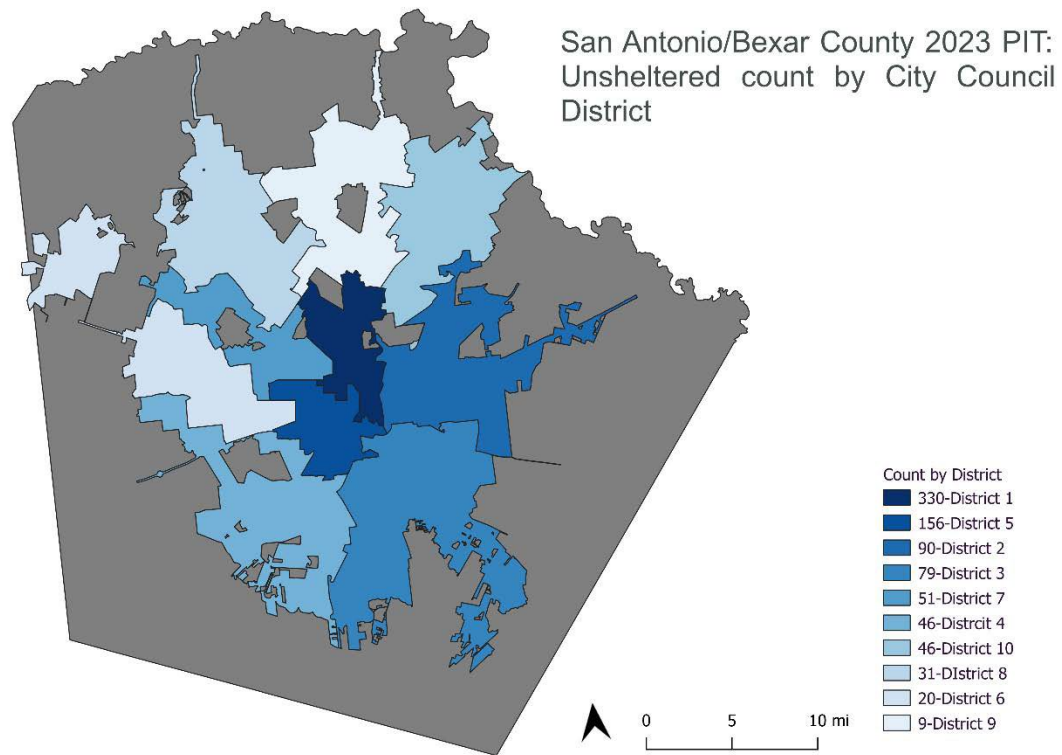 San Antonio/Bexar County 2023 PIT:
Unsheltered count by City Council
District
Count by District
330-District 1
156-District 5
90-District 2
79-District 3
51-District 7
46-Distrcit 4
46-District 10
31-DIstrict 8
20-District 6
9-District 9
0 5 10 mi